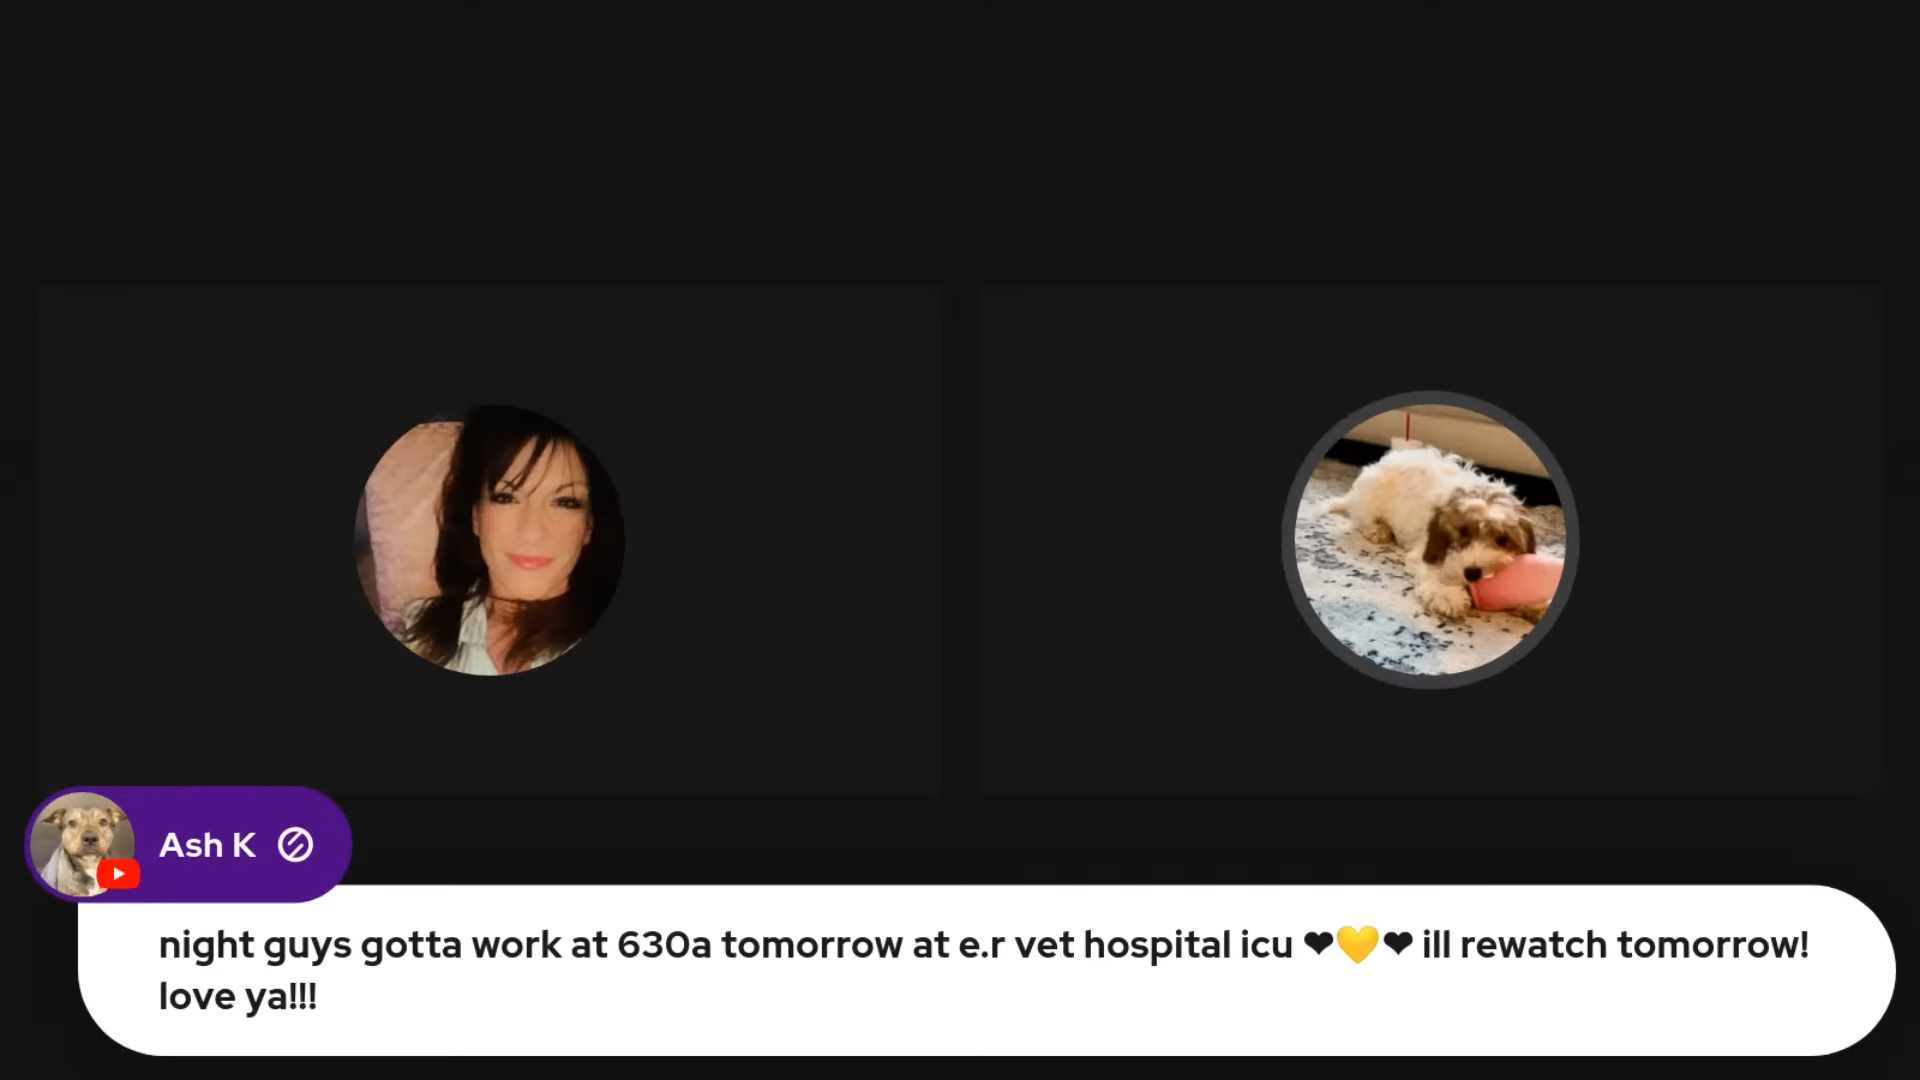 Ash K
night guys gotta work at 630a tomorrow at e.r vet hospital icu ❤💛❤ ill rewatch tomorrow!
love ya!!!